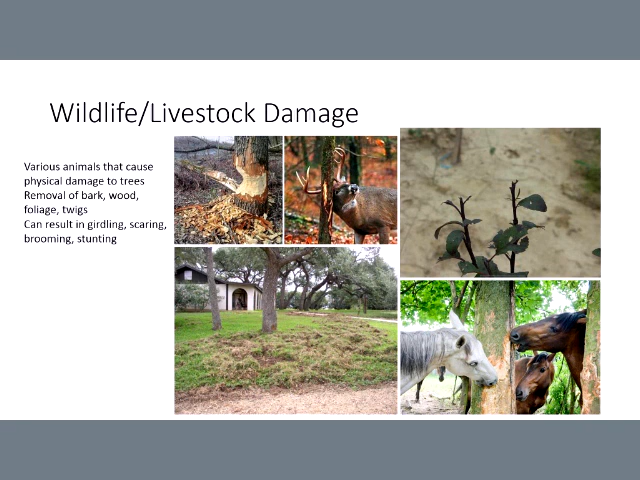 Wildlife/Livestock Damage
Various animals that cause
physical damage to trees
Removal of bark, wood,
foliage, twigs
Can result in girdling, scaring,
brooming, stunting